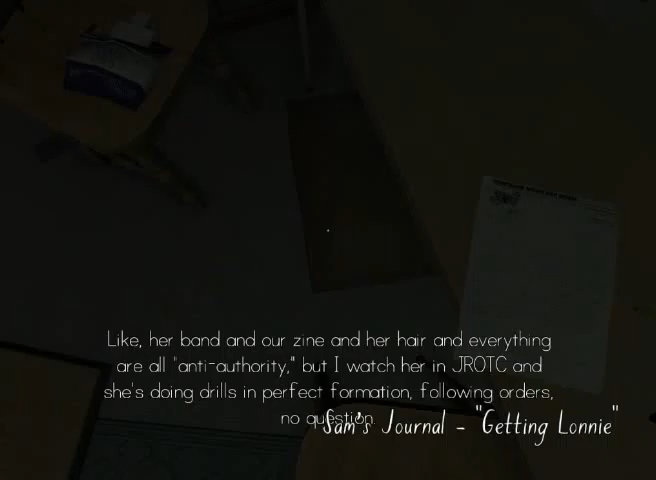 Like, her band and our zine and her hair and everything
are all "anti-authority," but I watch her in JROTC and
she's doing drills in perfect formation, following orders,
no question.
Sam's Journal - "Getting Lonnie"